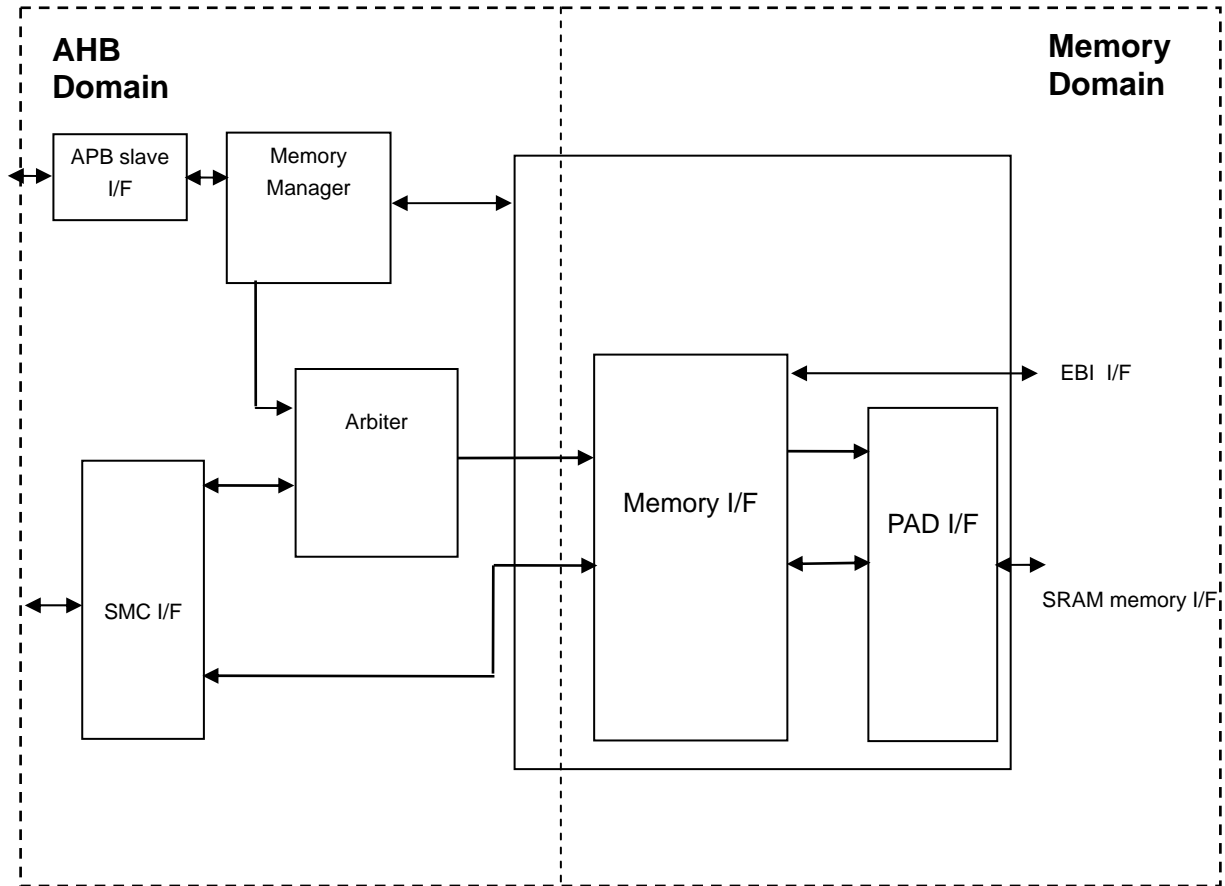 AHB
Domain
Memory
Domain
APB slave
I/F
Memory
Manager
EBI I/F
Arbiter
Memory I/F
PAD I/F
SMC I/F
SRAM memory I/F